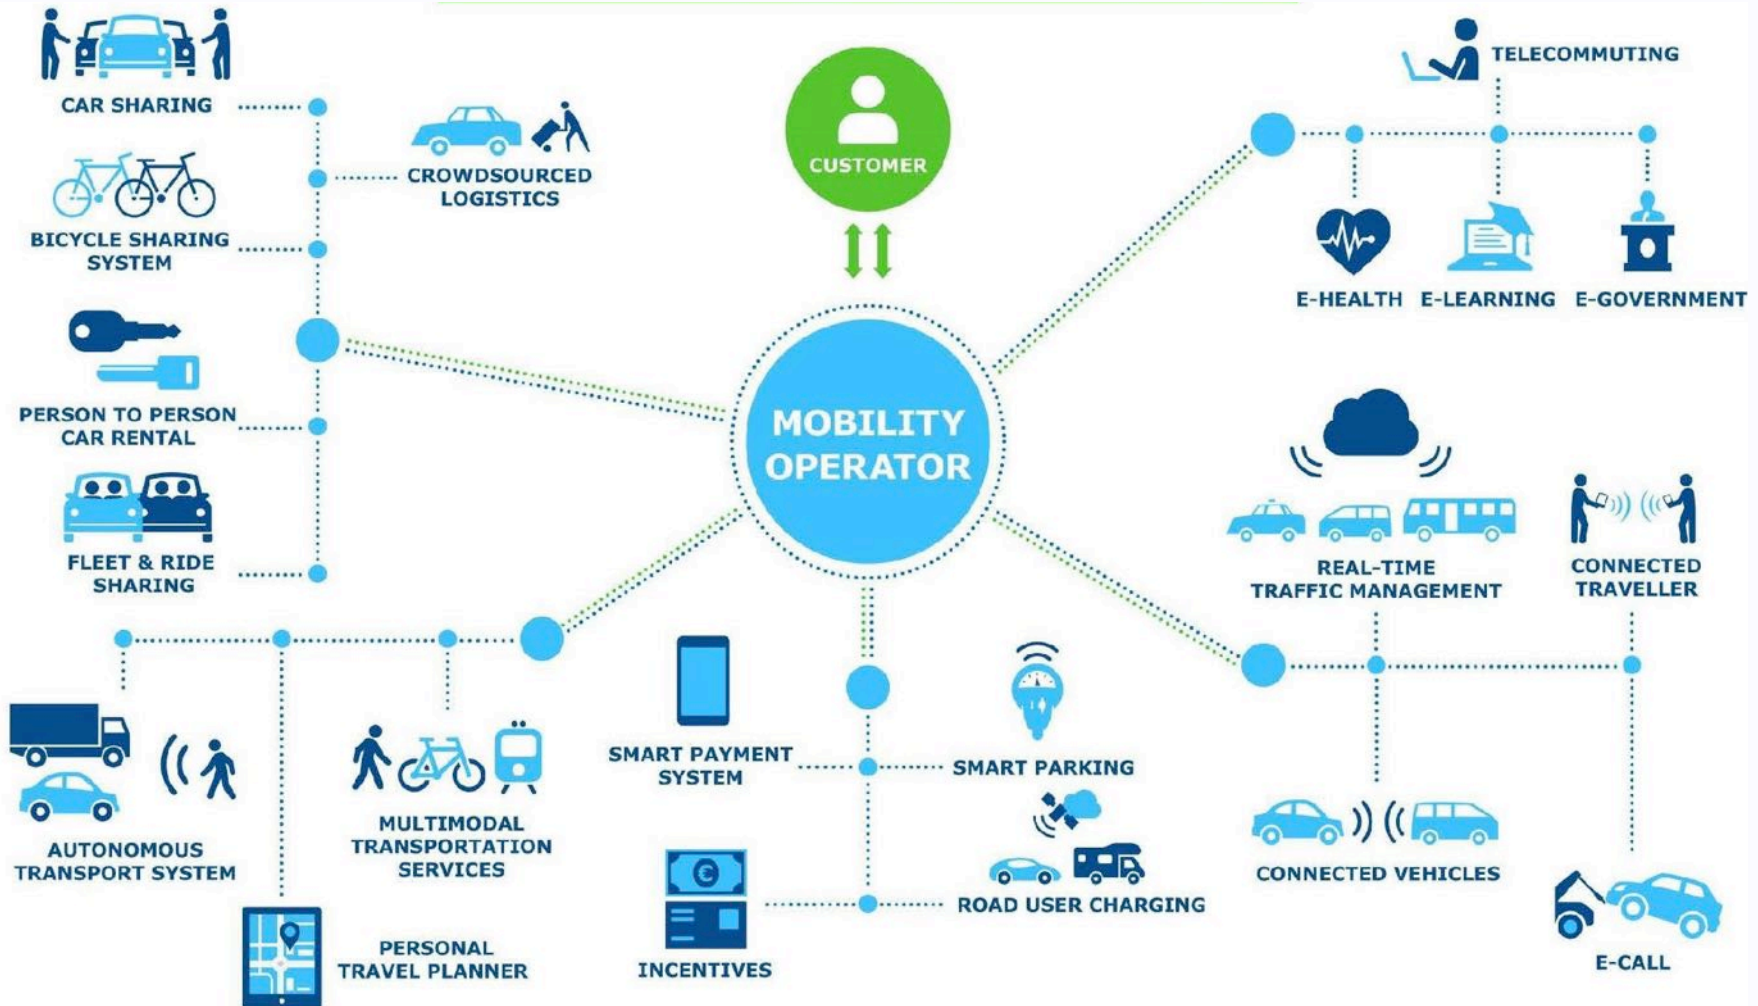 CAR SHARING
CROWDSOURCED
LOGISTICS
BICYCLE SHARING
SYSTEM
PERSON TO PERSON
CAR RENTAL
FLEET & RIDE
SHARING
CUSTOMER
MOBILITY
OPERATOR
TELECOMMUTING
E-HEALTH
E-LEARNING
E-GOVERNMENT
REAL-TIME
TRAFFIC MANAGEMENT
CONNECTED
TRAVELLER
CONNECTED VEHICLES
E-CALL
AUTONOMOUS
TRANSPORT SYSTEM
MULTIMODAL
TRANSPORTATION
SERVICES
PERSONAL
TRAVEL PLANNER
SMART PAYMENT
SYSTEM
SMART PARKING
€
INCENTIVES
ROAD USER CHARGING